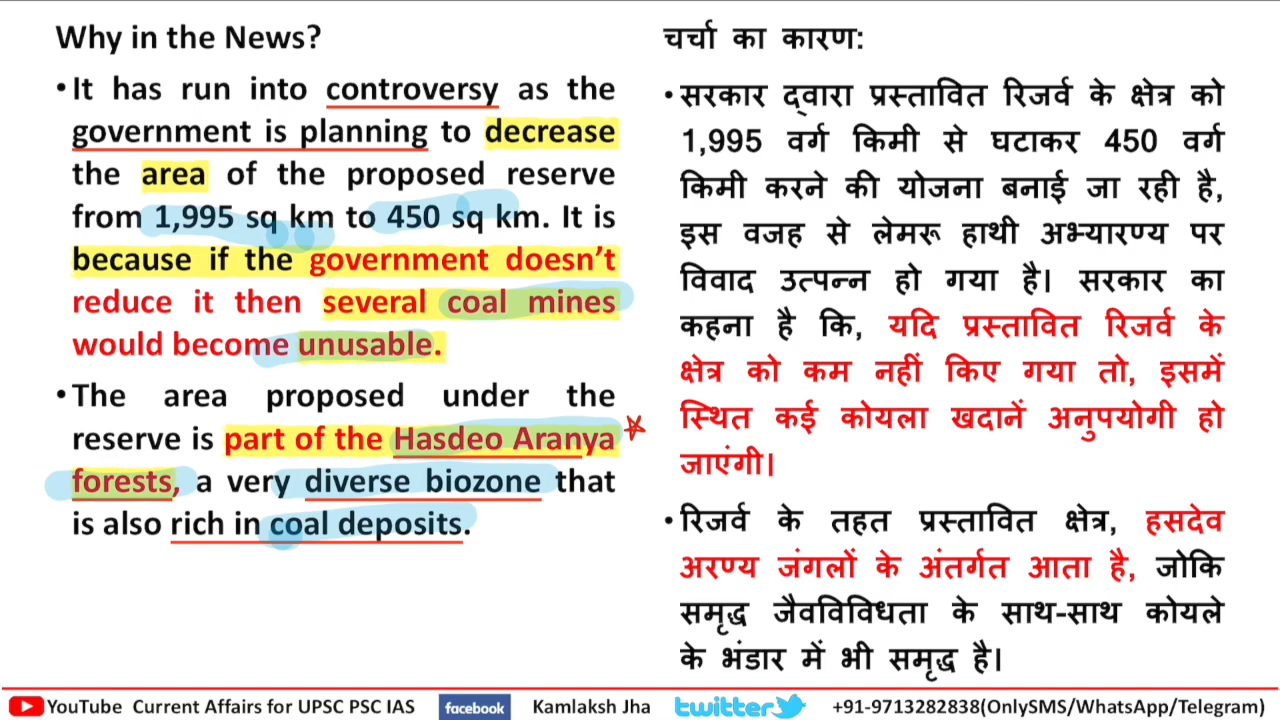 Why in the News?
•It has run into controversy as the
government is planning to decrease
the area of the proposed reserve
from 1,995 sq km to 450 sq km. It is
because if the government doesn't
reduce it then several coal mines
would become unusable.
•The area proposed under the
reserve is part of the Hasdeo Aranya
forests, a very diverse biozone that
is also rich in coal deposits.
चर्चा का कारण:
•सरकार द्वारा प्रस्तावित रिजर्व के क्षेत्र को
1,995 वर्ग किमी से घटाकर 450 वर्ग
किमी करने की योजना बनाई जा रही है,
इस वजह से लेमरू हाथी अभ्यारण्य पर
विवाद उत्पन्न हो गया है। सरकार का
कहना है कि, यदि प्रस्तावित रिजर्व के
क्षेत्र को कम नहीं किए गया तो, इसमें
स्थित कई कोयला खदानें अनुपयोगी हो
जाएंगी।
•रिजर्व के तहत प्रस्तावित क्षेत्र, हसदेव
अरण्य जंगलों के अंतर्गत आता है, जोकि
समृद्ध जैवविविधता के साथ-साथ कोयले
के भंडार में भी समृद्ध है।
YouTube Current Affairs for UPSC PSC IAS facebook Kamlaksh Jha twitter +91-9713282838(OnlySMS/WhatsApp/Telegram)